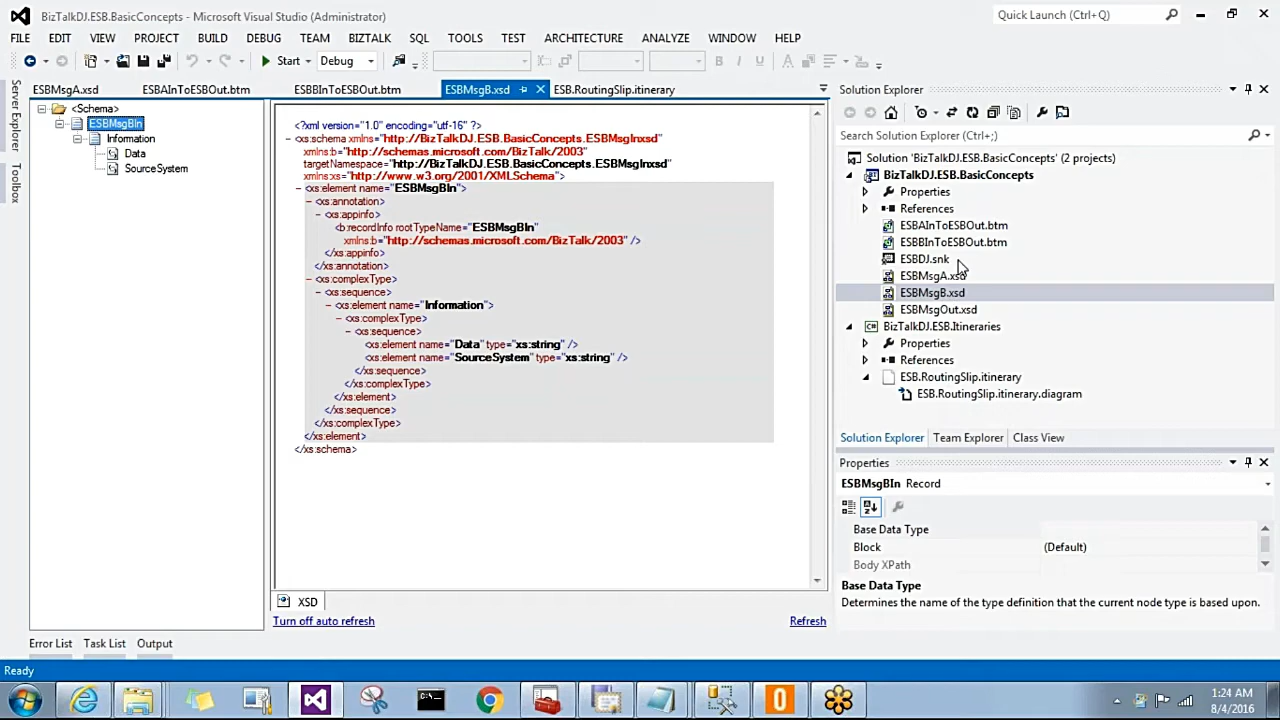 BizTalkDJ.ESB.BasicConcepts - Microsoft Visual Studio (Administrator)
Quick Launch (Ctrl+Q)
FILE EDIT VIEW PROJECT BUILD DEBUG TEAM BIZTALK SQL TOOLS TEST ARCHITECTURE ANALYZE WINDOW HELP
Start Debug
ESBMsgA.xsd ESBAInToESBOut.btm ESBBInToESBOut.btm ESBMsgB.xsd ESB.RoutingSlip.itinerary
Server Explorer
Toolbox
<Schema>
ESBMsgBIn
Information
Data
SourceSystem
<?xml version="1.0" encoding="utf-16" ?>
<xs:schema xmlns="http://BizTalkDJ.ESB.BasicConcepts.ESBMsgInxsd"
xmlns:b="http://schemas.microsoft.com/BizTalk/2003"
targetNamespace="http://BizTalkDJ.ESB.BasicConcepts.ESBMsgInxsd"
xmlns:xs="http://www.w3.org/2001/XMLSchema">
- <xs:element name="ESBMsgBIn">
- <xs:annotation>
- <xs:appinfo>
<b:recordInfo rootTypeName="ESBMsgBIn"
xmlns:b="http://schemas.microsoft.com/BizTalk/2003" />
</xs:appinfo>
</xs:annotation>
- <xs:complexType>
- <xs:sequence>
- <xs:element name="Information">
- <xs:complexType>
- <xs:sequence>
<xs:element name="Data" type="xs:string" />
<xs:element name="SourceSystem" type="xs:string" />
</xs:sequence>
</xs:complexType>
</xs:element>
</xs:sequence>
</xs:complexType>
</xs:element>
</xs:schema>
XSD
Turn off auto refresh
Refresh
Solution Explorer
Search Solution Explorer (Ctrl+;)
Solution 'BizTalkDJ.ESB.BasicConcepts' (2 projects)
BizTalkDJ.ESB.BasicConcepts
Properties
References
ESBAInToESBOut.btm
ESBBInToESBOut.btm
ESBDJ.snk
ESBMsgA.xsd
ESBMsgB.xsd
ESBMsgOut.xsd
BizTalkDJ.ESB.Itineraries
Properties
References
ESB.RoutingSlip.itinerary
ESB.RoutingSlip.itinerary.diagram
Solution Explorer Team Explorer Class View
Properties
ESBMsgBIn Record
Base Data Type
Block (Default)
Body XPath
Base Data Type
Determines the name of the type definition that the current node type is based upon.
Error List Task List Output
Ready
1:24 AM
8/4/2016